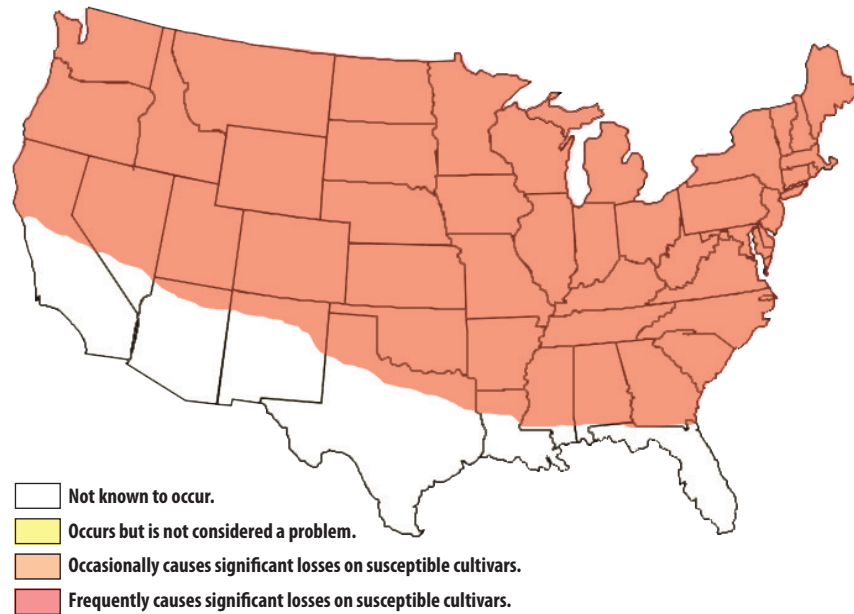 Not known to occur.
Occurs but is not considered a problem.
Occasionally causes significant losses on susceptible cultivars.
Frequently causes significant losses on susceptible cultivars.